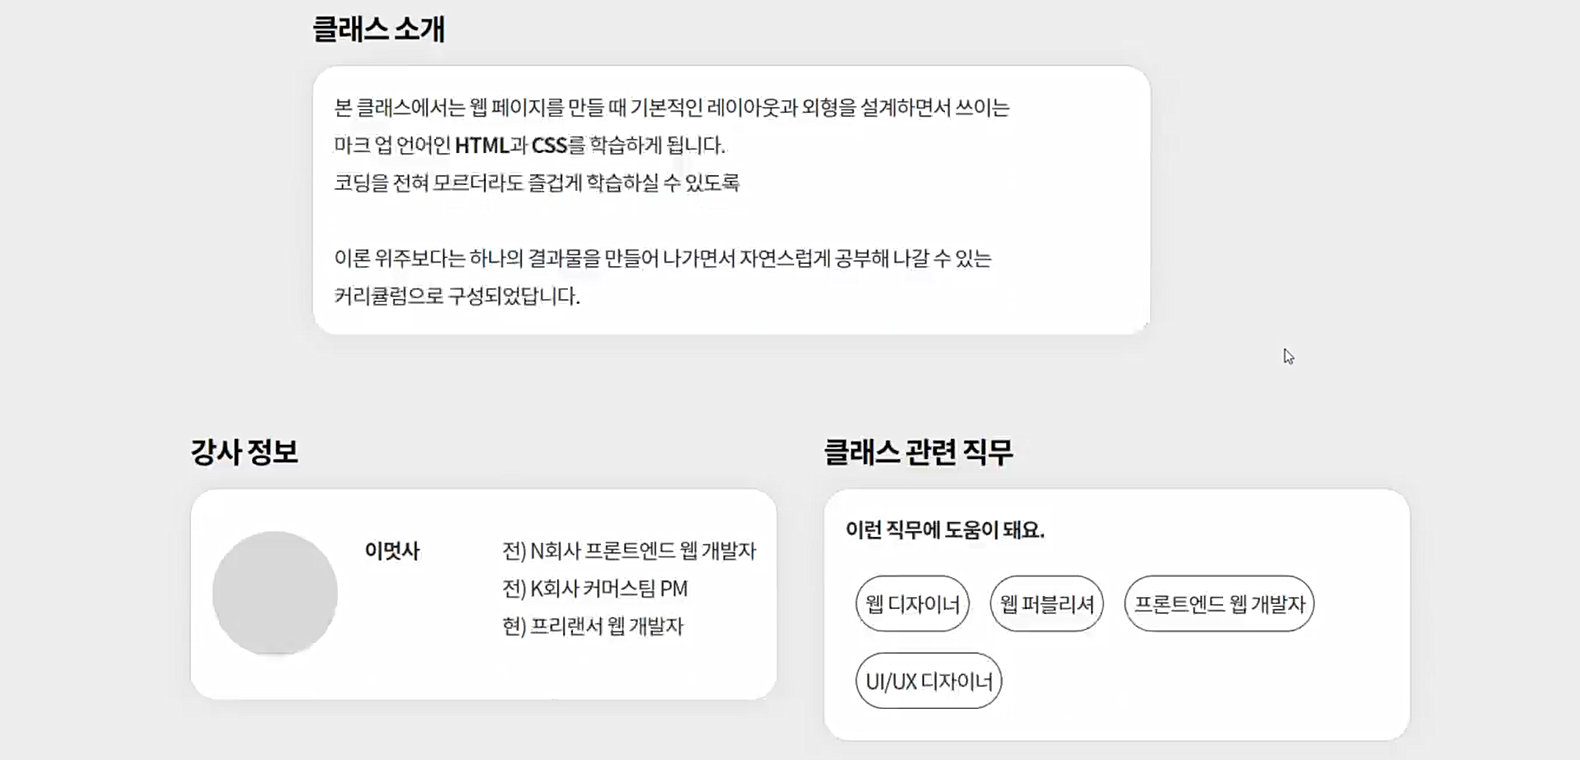 클래스 소개
본 클래스에서는 웹 페이지를 만들 때 기본적인 레이아웃과 외형을 설계하면서 쓰이는
마크 업 언어인 HTML과 CSS를 학습하게 됩니다.
코딩을 전혀 모르더라도 즐겁게 학습하실 수 있도록
이론 위주보다는 하나의 결과물을 만들어 나가면서 자연스럽게 공부해 나갈 수 있는
커리큘럼으로 구성되었답니다.
강사 정보
이멋사
전) N회사 프론트엔드 웹 개발자
전) K회사 커머스팀 PM
현) 프리랜서 웹 개발자
클래스 관련 직무
이런 직무에 도움이 돼요.
웹 디자이너
웹 퍼블리셔
프론트엔드 웹 개발자
UI/UX 디자이너